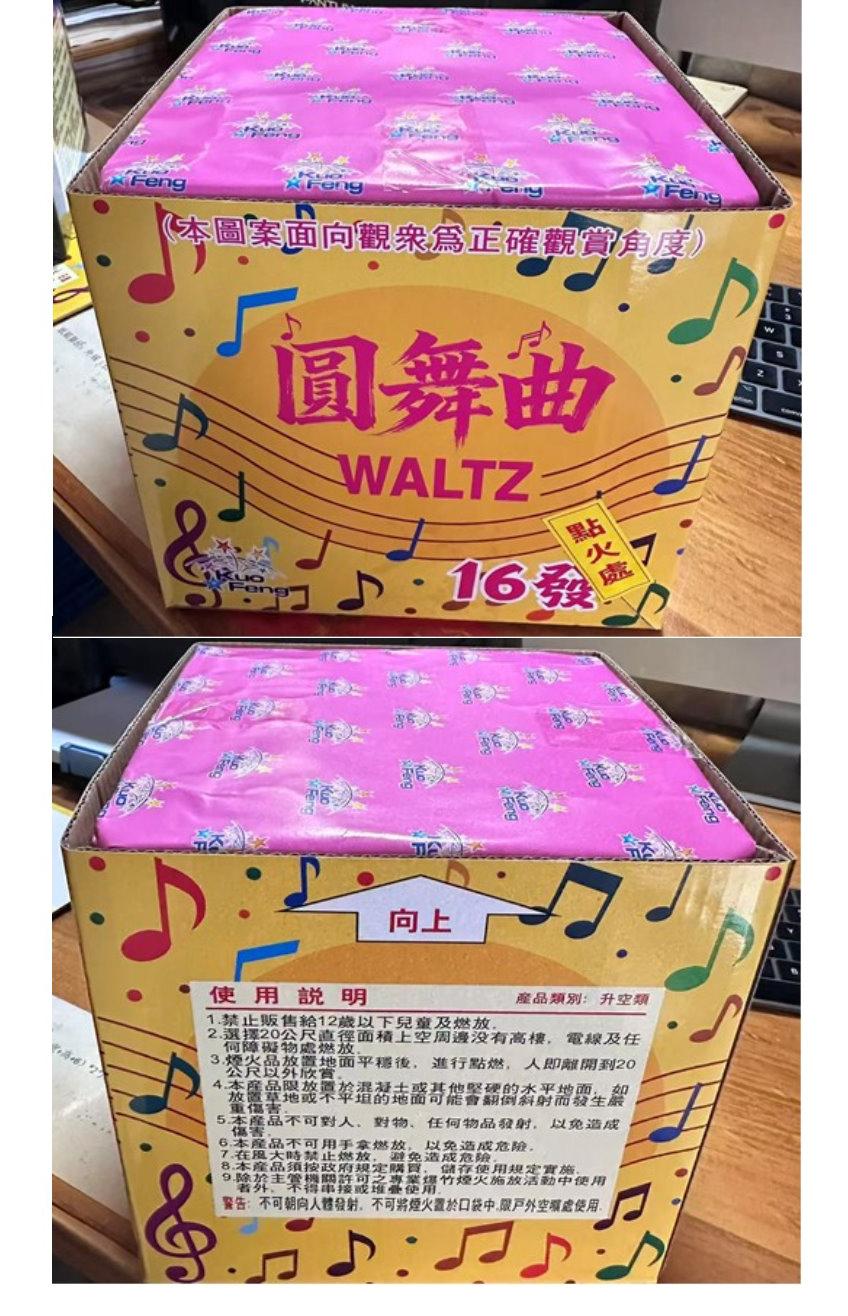 Kuo Feng
(本圖案面向觀衆爲正確觀賞角度)
圓舞曲
WALTZ
點火處
16發
Kuo Feng
向上
使用説明
産品類別: 升空類
1.禁止販售給12歲以下兒童及燃放.
2.選擇20公尺直徑面積上空周邊没有高樓，電線及任
何障礙物處燃放.
3.煙火品放置地面平穩後，進行點燃，人即離開到20
公尺以外欣賞.
4.本産品限放置於混凝土或其他堅硬的水平地面，如
放置草地或不平坦的地面可能會翻倒斜射而發生嚴
重傷害.
5.本産品不可對人、對物、任何物品發射，以免造成
傷害.
6.本産品不可用手拿燃放，以免造成危險.
7.在風大時禁止燃放，避免造成危險.
8.本産品須按政府規定購買，儲存使用規定實施.
9.除於主管機關許可之專業爆竹煙火施放活動中使用
者外，不得串接或堆疊使用.
警告: 不可朝向人體發射，不可將煙火置於口袋中.限戶外空曠處使用.